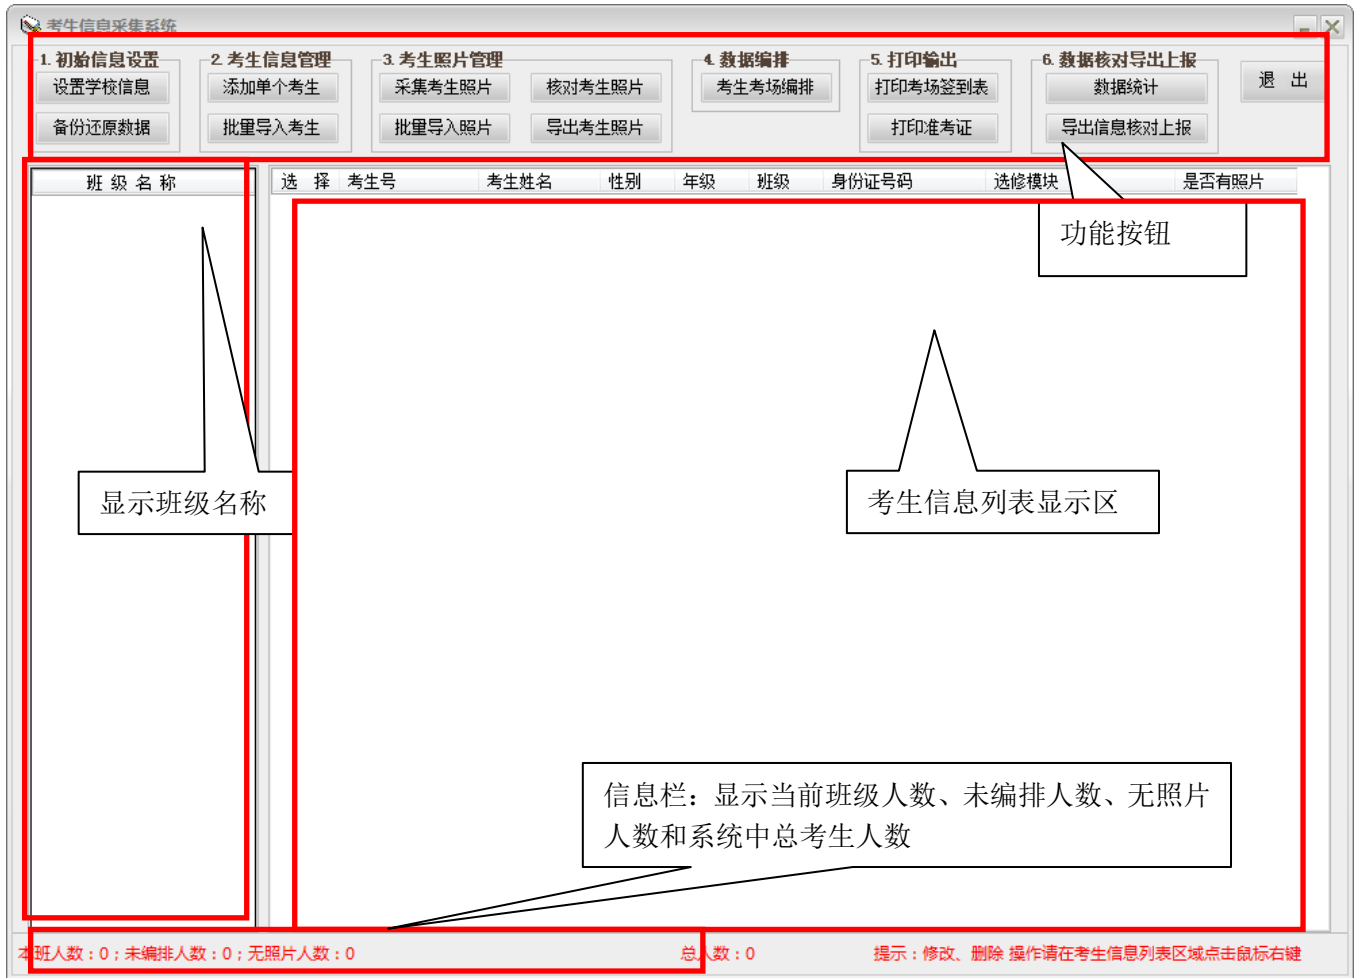 考生信息采集系统
1. 初始信息设置
2. 考生信息管理
3. 考生照片管理
4. 数据编排
5. 打印输出
6. 数据核对导出上报
设置学校信息
添加单个考生
采集考生照片
核对考生照片
考生考场编排
打印考场签到表
数据统计
退 出
备份还原数据
批量导入考生
批量导入照片
导出考生照片
打印准考证
导出信息核对上报
班 级 名 称
选 择 考生号 考生姓名 性别 年级 班级 身份证号码 选修模块 是否有照片
功能按钮
显示班级名称
考生信息列表显示区
信息栏：显示当前班级人数、未编排人数、无照片
人数和系统中总考生人数
本班人数：0；未编排人数：0；无照片人数：0
总人数：0
提示：修改、删除 操作请在考生信息列表区域点击鼠标右键